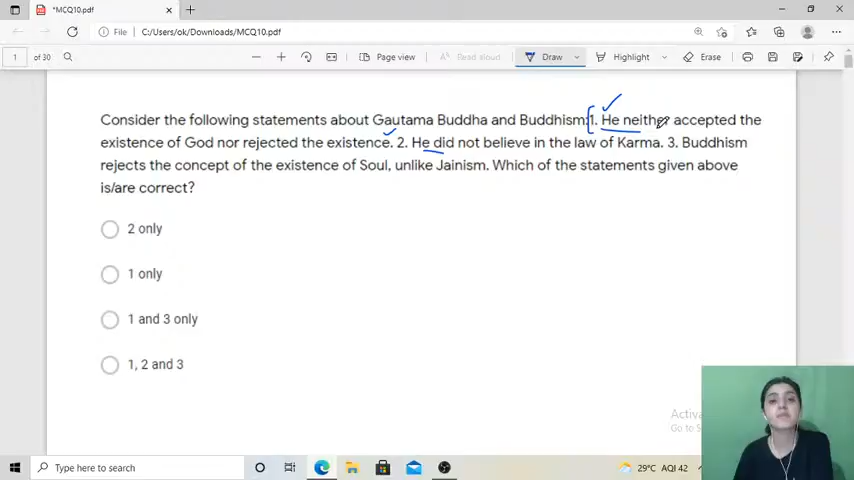 *MCQ10.pdf
File
C:/Users/ok/Downloads/MCQ10.pdf
1
of 30
Page view
Read aloud
Draw
Highlight
Erase
Consider the following statements about Gautama Buddha and Buddhism:1. He neither accepted the
existence of God nor rejected the existence. 2. He did not believe in the law of Karma. 3. Buddhism
rejects the concept of the existence of Soul, unlike Jainism. Which of the statements given above
is/are correct?
2 only
1 only
1 and 3 only
1, 2 and 3
Activa
Go to S
Type here to search
29°C AQI 42